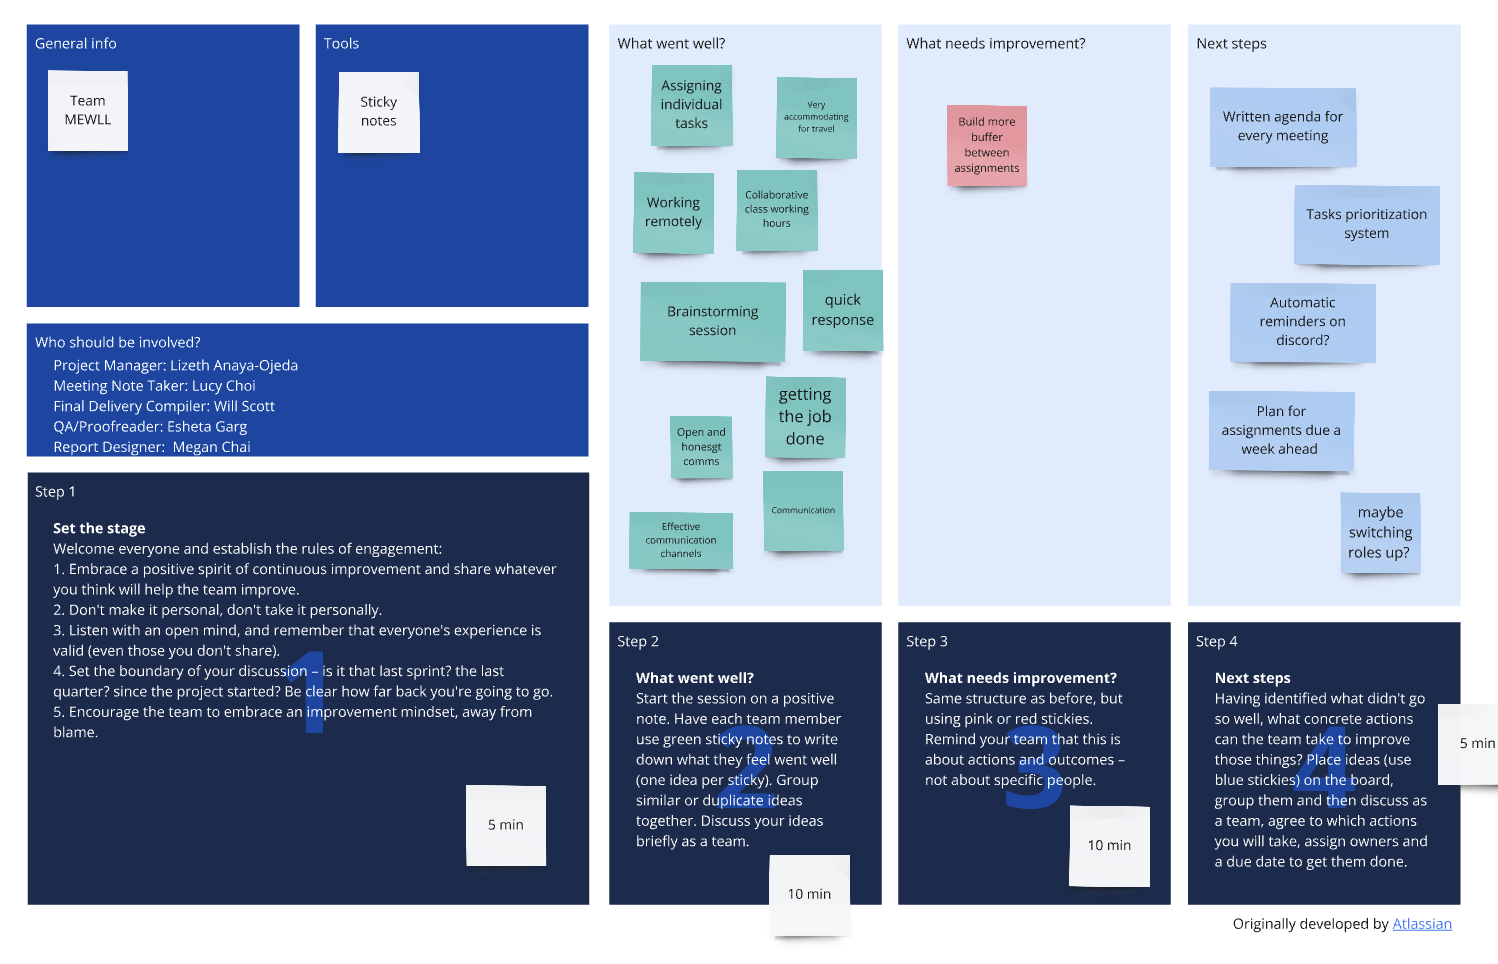 General info
Team
MEWLL
Tools
Sticky
notes
Who should be involved?
Project Manager: Lizeth Anaya-Ojeda
Meeting Note Taker: Lucy Choi
Final Delivery Compiler: Will Scott
QA/Proofreader: Esheta Garg
Report Designer:  Megan Chai
Step 1
Set the stage
Welcome everyone and establish the rules of engagement:
1. Embrace a positive spirit of continuous improvement and share whatever
you think will help the team improve.
2. Don't make it personal, don't take it personally.
3. Listen with an open mind, and remember that everyone's experience is
valid (even those you don't share).
4. Set the boundary of your discussion – is it that last sprint? the last
quarter? since the project started? Be clear how far back you're going to go.
5. Encourage the team to embrace an improvement mindset, away from
blame.
1
5 min
What went well?
Assigning
individual
tasks
Very
accommodating
for travel
Working
remotely
Collaborative
class working
hours
Brainstorming
session
quick
response
getting
the job
done
Open and
honesgt
comms
Communication
Effective
communication
channels
What needs improvement?
Build more
buffer
between
assignments
Next steps
Written agenda for
every meeting
Tasks prioritization
system
Automatic
reminders on
discord?
Plan for
assignments due a
week ahead
maybe
switching
roles up?
Step 2
What went well?
Start the session on a positive
note. Have each team member
use green sticky notes to write
down what they feel went well
(one idea per sticky). Group
similar or duplicate ideas
together. Discuss your ideas
briefly as a team.
2
10 min
Step 3
What needs improvement?
Same structure as before, but
using pink or red stickies.
Remind your team that this is
about actions and outcomes –
not about specific people.
3
10 min
Step 4
Next steps
Having identified what didn't go
so well, what concrete actions
can the team take to improve
those things? Place ideas (use
blue stickies) on the board,
group them and then discuss as
a team, agree to which actions
you will take, assign owners and
a due date to get them done.
4
5 min
Originally developed by Atlassian